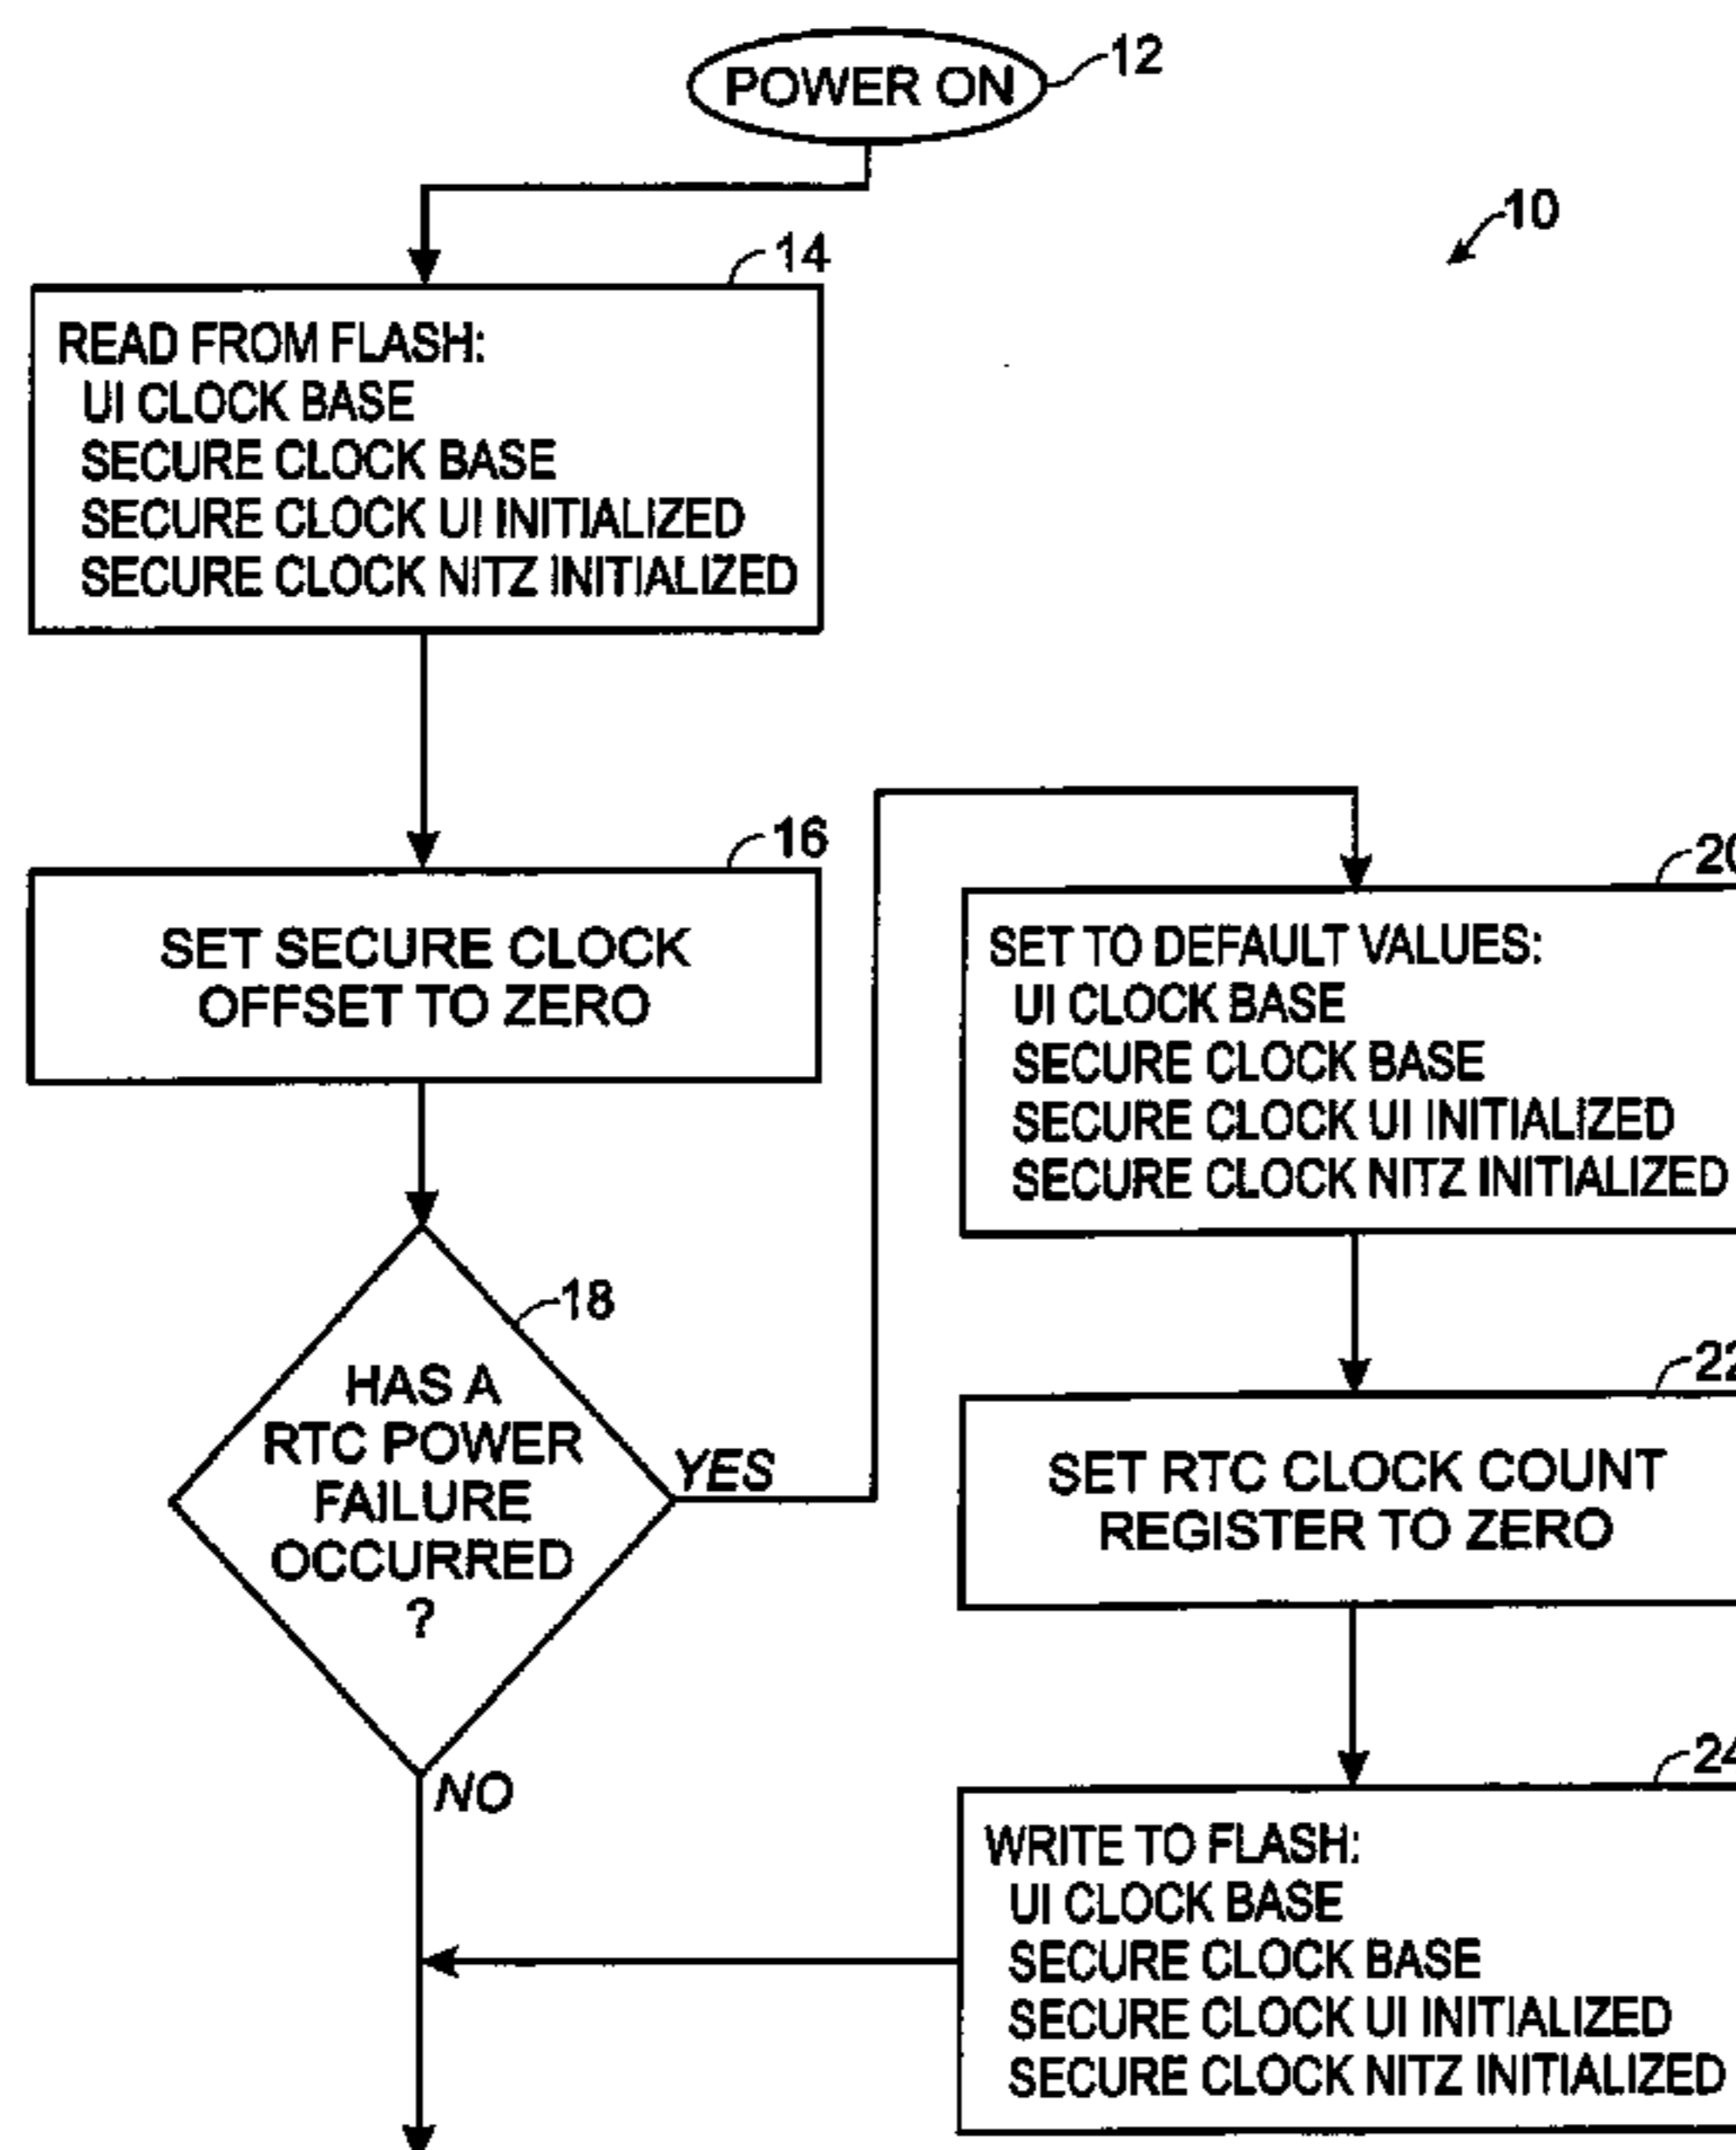 POWER ON
12
10
14
READ FROM FLASH:
UI CLOCK BASE
SECURE CLOCK BASE
SECURE CLOCK UI INITIALIZED
SECURE CLOCK NITZ INITIALIZED
16
SET SECURE CLOCK
OFFSET TO ZERO
18
HAS A
RTC POWER
FAILURE
OCCURRED
?
YES
NO
20
SET TO DEFAULT VALUES:
UI CLOCK BASE
SECURE CLOCK BASE
SECURE CLOCK UI INITIALIZED
SECURE CLOCK NITZ INITIALIZED
22
SET RTC CLOCK COUNT
REGISTER TO ZERO
24
WRITE TO FLASH:
UI CLOCK BASE
SECURE CLOCK BASE
SECURE CLOCK UI INITIALIZED
SECURE CLOCK NITZ INITIALIZED